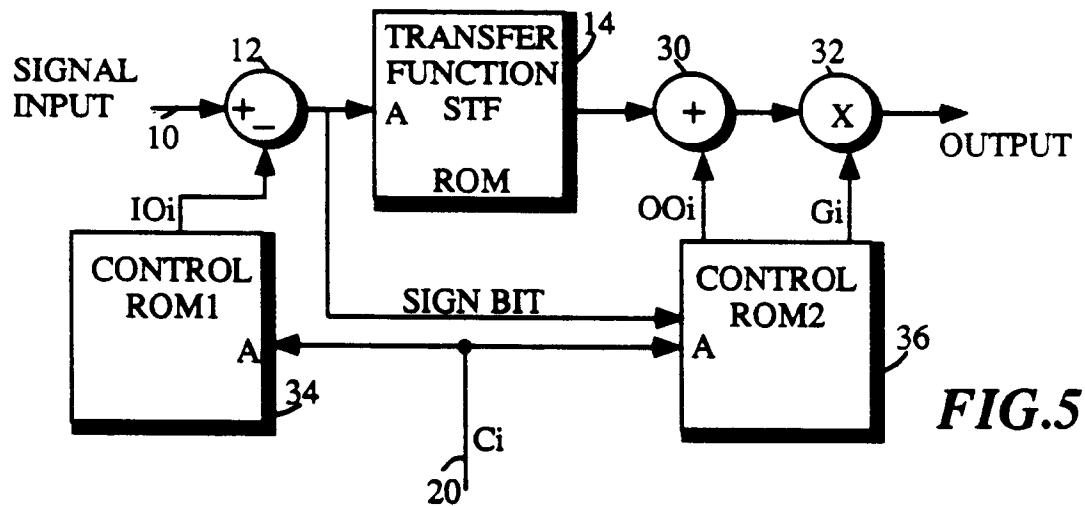 SIGNAL
INPUT
10
12
+
−
TRANSFER
FUNCTION
STF
A
ROM
14
30
+
32
X
OUTPUT
IOi
OOi
Gi
CONTROL
ROM1
A
34
SIGN BIT
CONTROL
ROM2
A
36
Ci
20
FIG.5